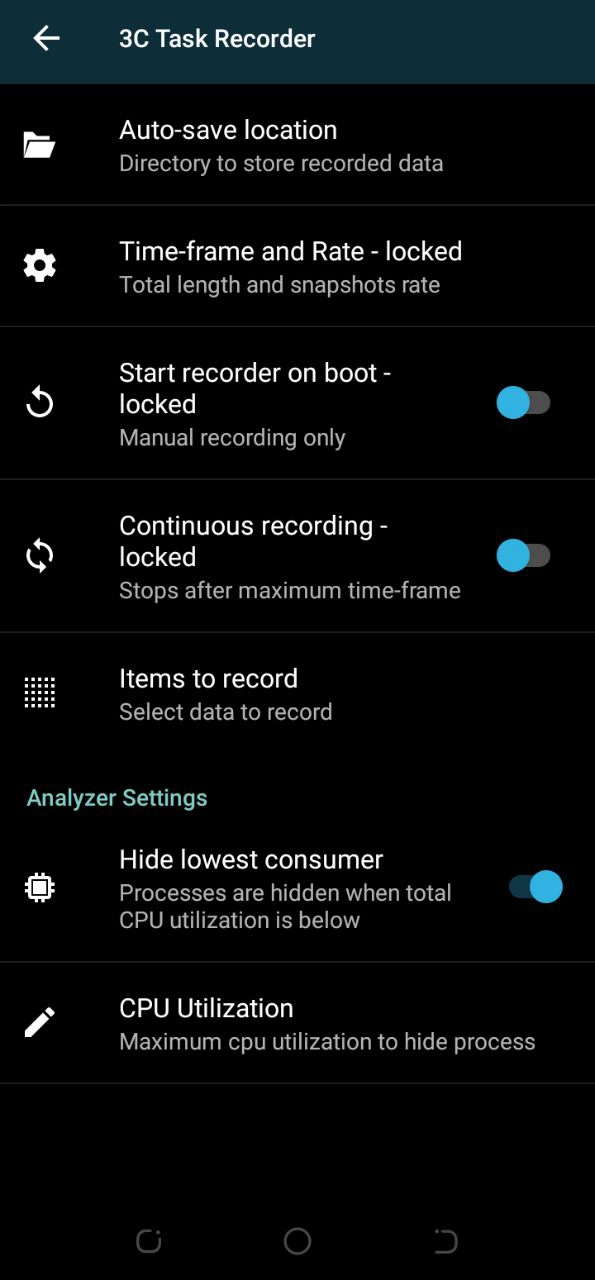 3C Task Recorder
Auto-save location
Directory to store recorded data
Time-frame and Rate - locked
Total length and snapshots rate
Start recorder on boot -
locked
Manual recording only
Continuous recording -
locked
Stops after maximum time-frame
Items to record
Select data to record
Analyzer Settings
Hide lowest consumer
Processes are hidden when total
CPU utilization is below
CPU Utilization
Maximum cpu utilization to hide process